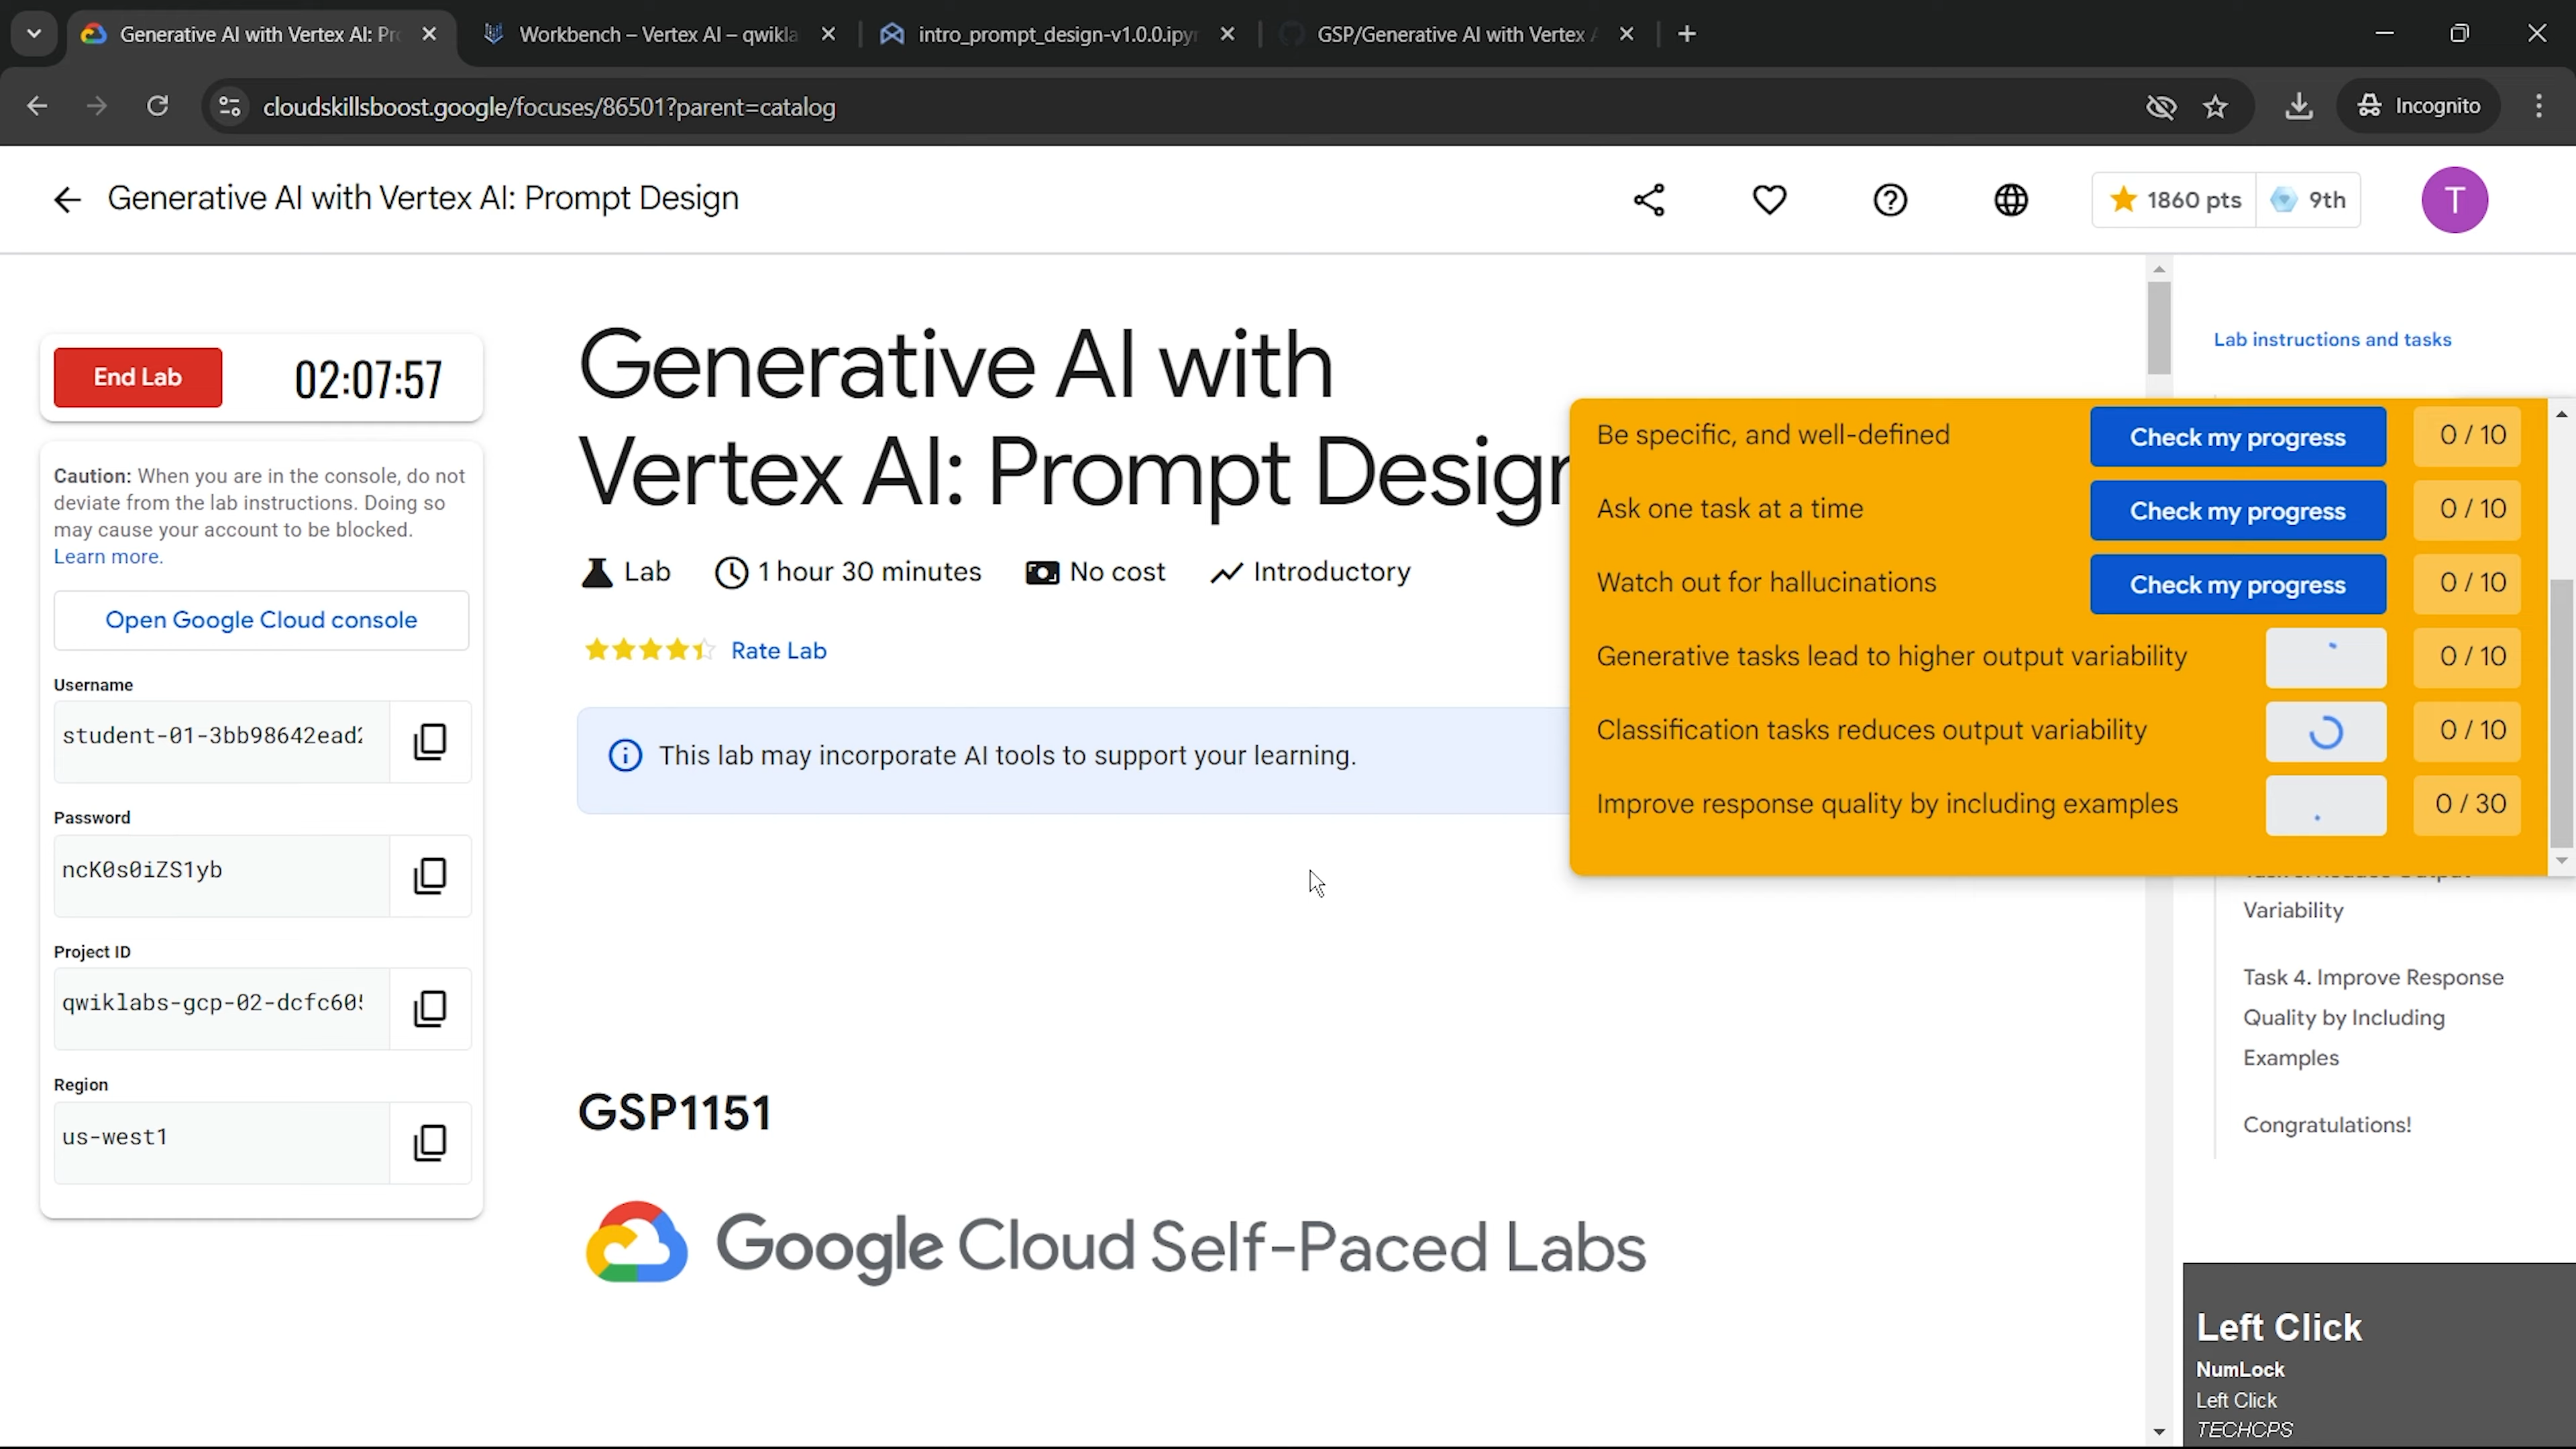 Generative AI with Vertex AI: Pr
Workbench – Vertex AI – qwikla
intro_prompt_design-v1.0.0.ipyr
GSP/Generative AI with Vertex
cloudskillsboost.google/focuses/86501?parent=catalog
Incognito
Generative AI with Vertex AI: Prompt Design
1860 pts
9th
T
End Lab
02:07:57
Caution: When you are in the console, do not
deviate from the lab instructions. Doing so
may cause your account to be blocked.
Learn more.
Open Google Cloud console
Username
student-01-3bb98642ead2
Password
ncK0s0iZS1yb
Project ID
qwiklabs-gcp-02-dcfc605
Region
us-west1
Generative AI with
Vertex AI: Prompt Design
Lab
1 hour 30 minutes
No cost
Introductory
Rate Lab
This lab may incorporate AI tools to support your learning.
GSP1151
Google Cloud Self-Paced Labs
Lab instructions and tasks
Be specific, and well-defined
Check my progress
0 / 10
Ask one task at a time
Check my progress
0 / 10
Watch out for hallucinations
Check my progress
0 / 10
Generative tasks lead to higher output variability
0 / 10
Classification tasks reduces output variability
0 / 10
Improve response quality by including examples
0 / 30
Variability
Task 4. Improve Response
Quality by Including
Examples
Congratulations!
Left Click
NumLock
Left Click
TECHCPS